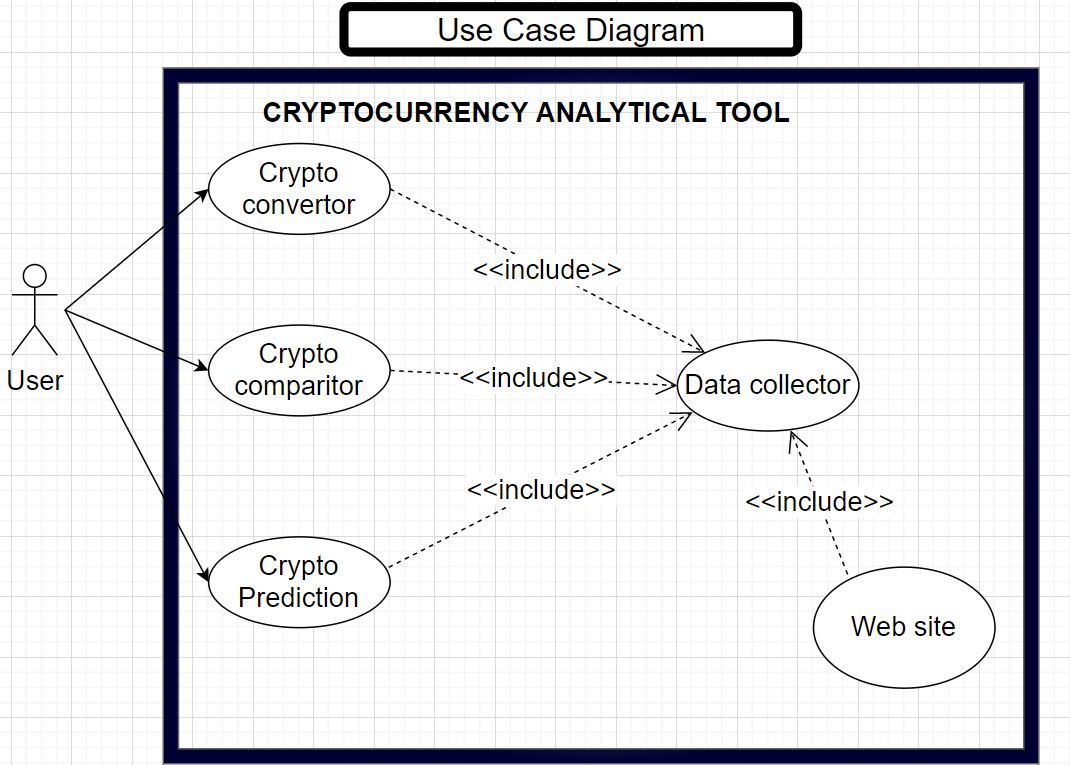 Use Case Diagram
CRYPTOCURRENCY ANALYTICAL TOOL
Crypto
convertor
<<include>>
User
Crypto
comparitor
<<include>>
Data collector
<<include>>
<<include>>
Crypto
Prediction
Web site